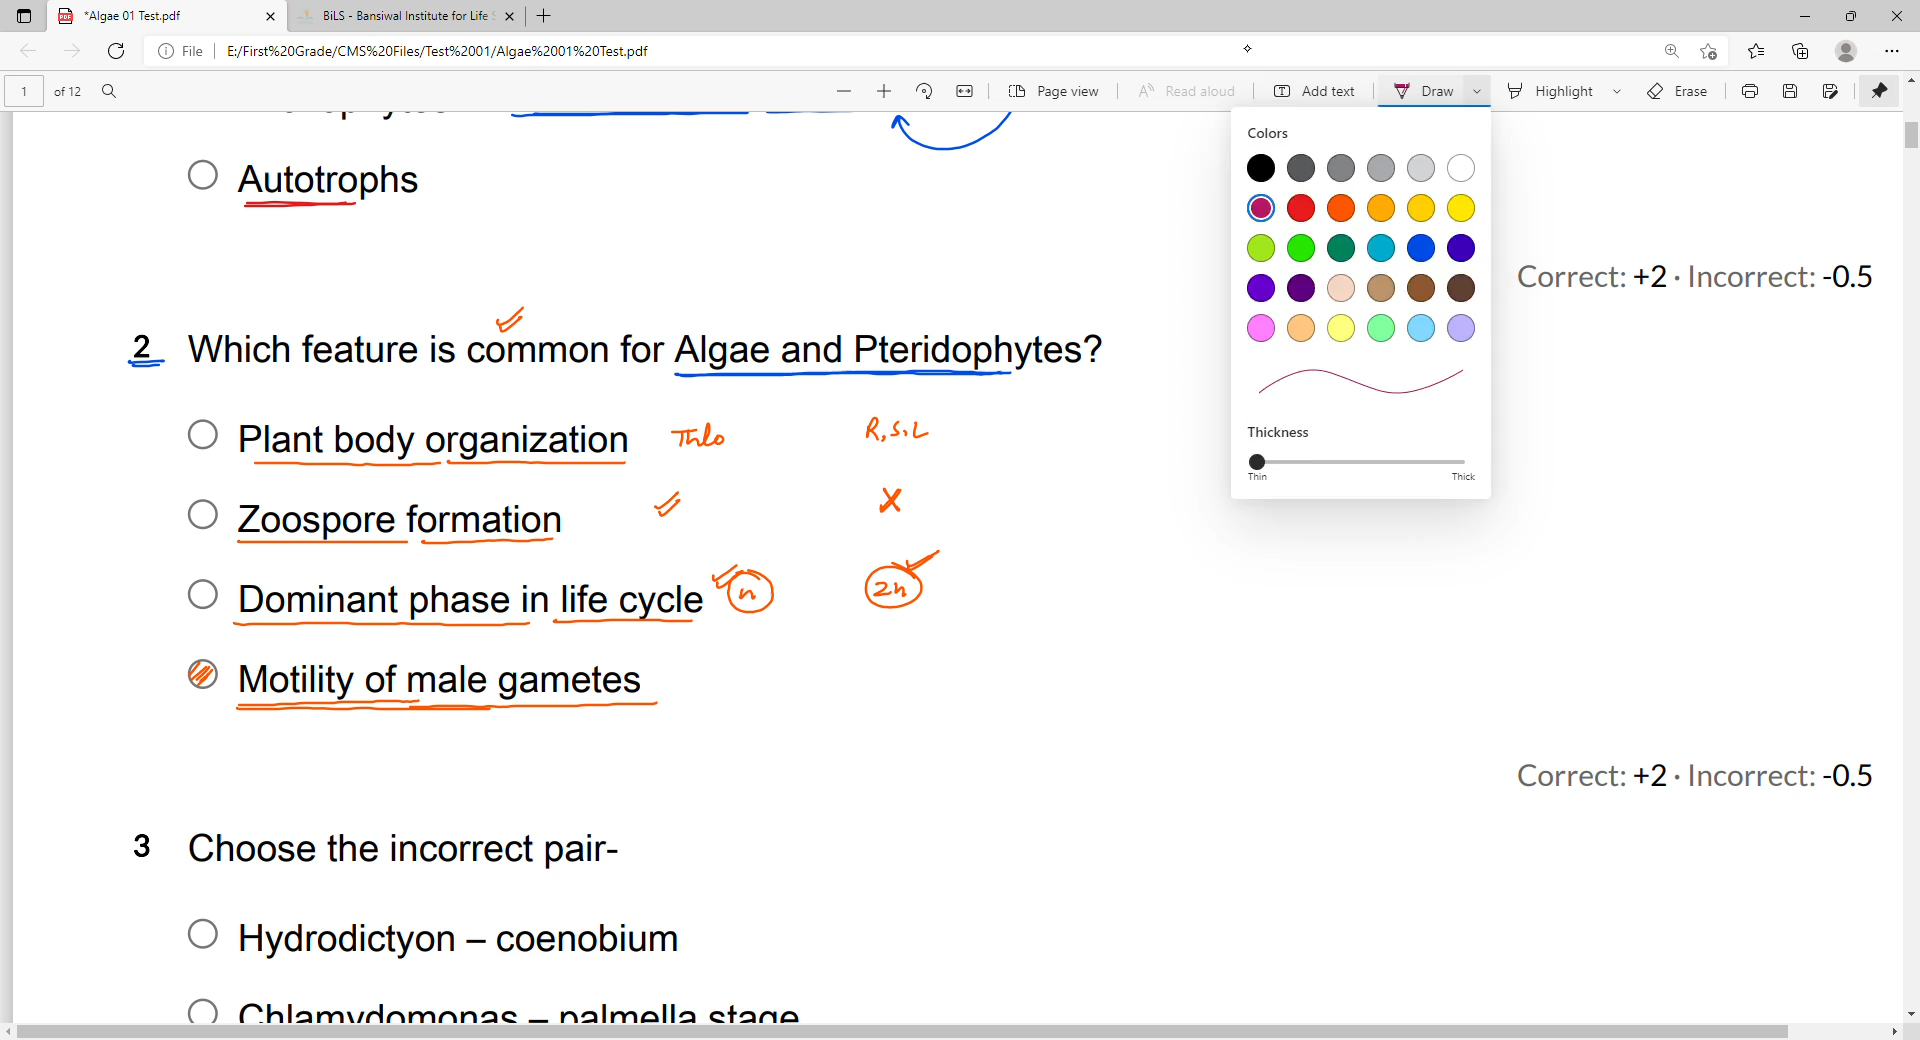 *Algae 01 Test.pdf
BiLS - Bansiwal Institute for Life
File
E:/First%20Grade/CMS%20Files/Test%2001/Algae%2001%20Test.pdf
1 of 12
Page view
Read aloud
Add text
Draw
Highlight
Erase
Colors
Autotrophs
Correct: +2 · Incorrect: -0.5
2 Which feature is common for Algae and Pteridophytes?
Plant body organization Thlo R, S, L
Thickness
Thin Thick
Zoospore formation
Dominant phase in life cycle n 2n
Motility of male gametes
Correct: +2 · Incorrect: -0.5
3 Choose the incorrect pair-
Hydrodictyon – coenobium
Chlamydomonas – palmella stage